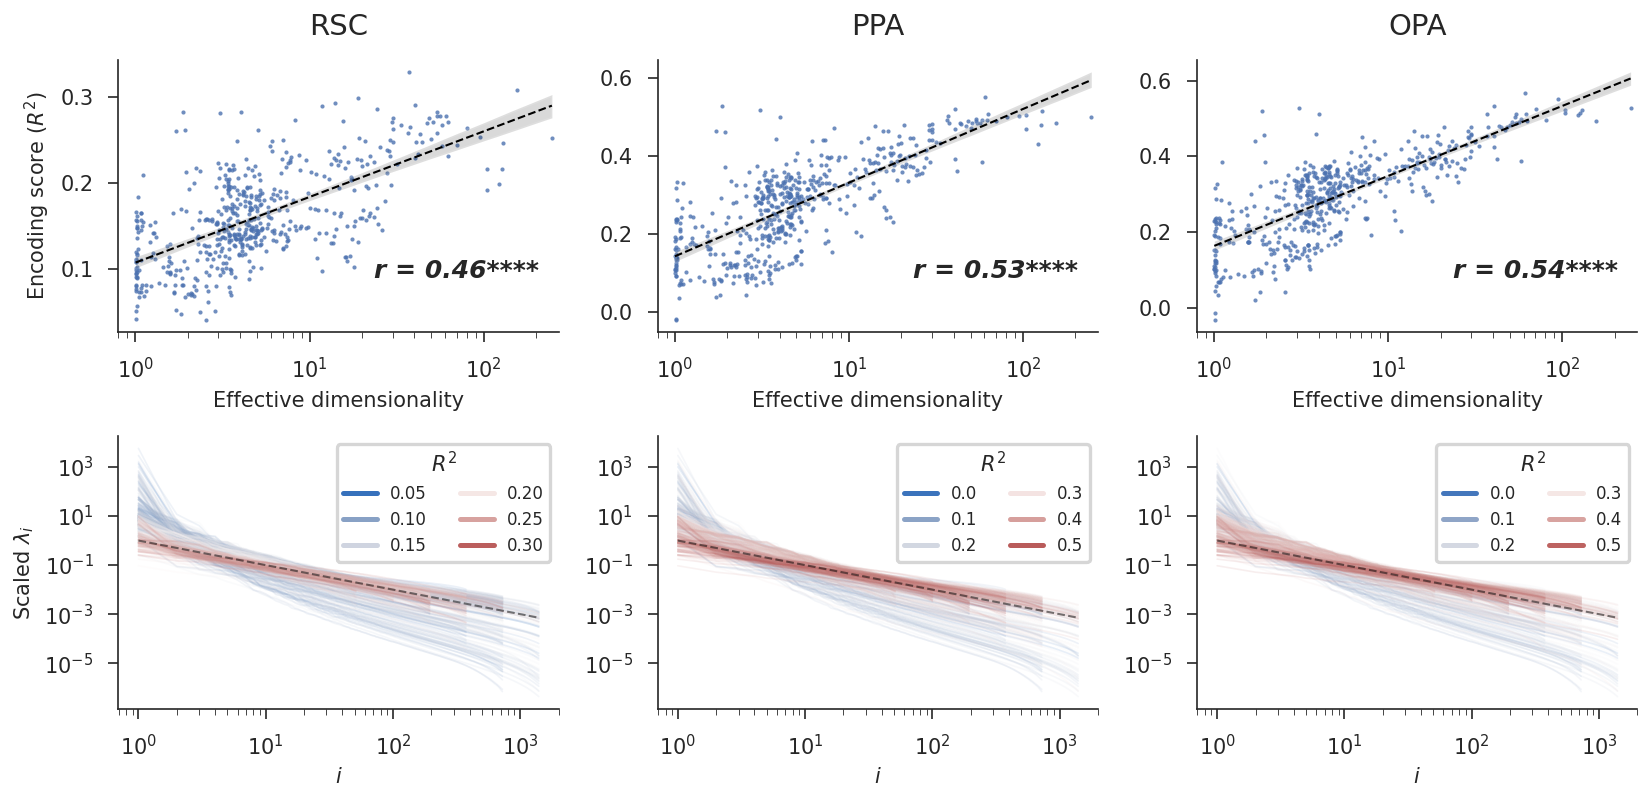 RSC PPA OPA
Encoding score (R²)
0.3 0.2 0.1
r = 0.46****
10⁰ 10¹ 10²
Effective dimensionality
0.6 0.4 0.2 0.0
r = 0.53****
10⁰ 10¹ 10²
Effective dimensionality
0.6 0.4 0.2 0.0
r = 0.54****
10⁰ 10¹ 10²
Effective dimensionality
Scaled λᵢ
10³ 10¹ 10⁻¹ 10⁻³ 10⁻⁵
R²
0.05 0.20
0.10 0.25
0.15 0.30
10⁰ 10¹ 10² 10³
i
10³ 10¹ 10⁻¹ 10⁻³ 10⁻⁵
R²
0.0 0.3
0.1 0.4
0.2 0.5
10⁰ 10¹ 10² 10³
i
10³ 10¹ 10⁻¹ 10⁻³ 10⁻⁵
R²
0.0 0.3
0.1 0.4
0.2 0.5
10⁰ 10¹ 10² 10³
i